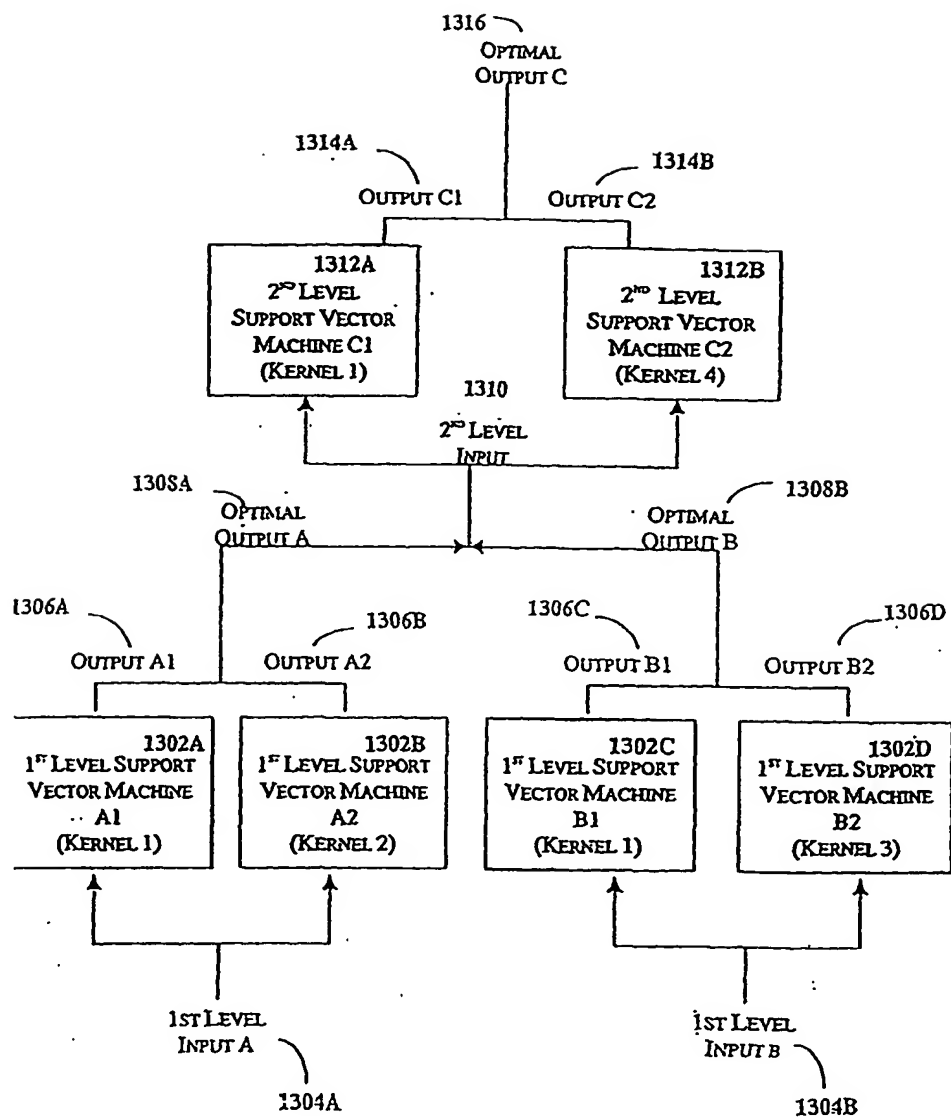 1316
OPTIMAL
OUTPUT C
1314A
1314B
OUTPUT C1
OUTPUT C2
1312A
2ND LEVEL
SUPPORT VECTOR
MACHINE C1
(KERNEL 1)
1312B
2ND LEVEL
SUPPORT VECTOR
MACHINE C2
(KERNEL 4)
1310
2ND LEVEL
INPUT
1308A
OPTIMAL
OUTPUT A
1308B
OPTIMAL
OUTPUT B
1306A
1306B
1306C
1306D
OUTPUT A1
OUTPUT A2
OUTPUT B1
OUTPUT B2
1302A
1ST LEVEL SUPPORT
VECTOR MACHINE
A1
(KERNEL 1)
1302B
1ST LEVEL SUPPORT
VECTOR MACHINE
A2
(KERNEL 2)
1302C
1ST LEVEL SUPPORT
VECTOR MACHINE
B1
(KERNEL 1)
1302D
1ST LEVEL SUPPORT
VECTOR MACHINE
B2
(KERNEL 3)
1ST LEVEL
INPUT A
1304A
1ST LEVEL
INPUT B
1304B